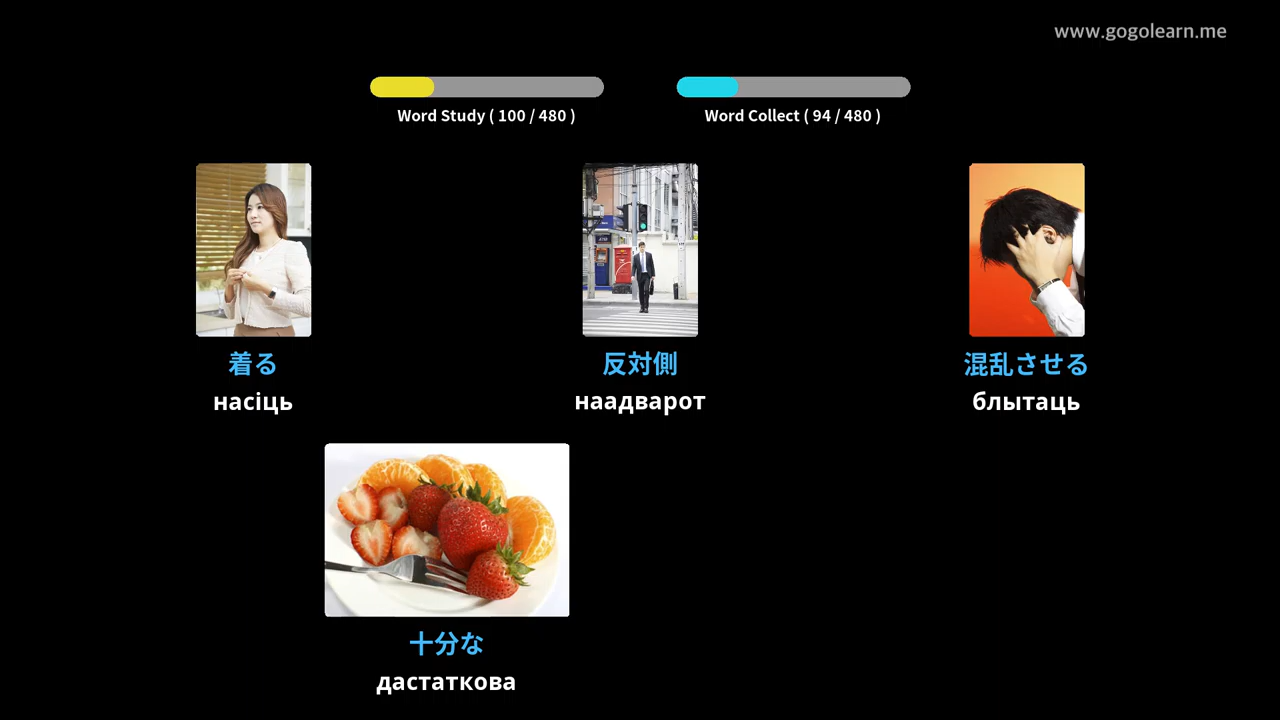 www.gogolearn.me
Word Study ( 100 / 480 )
Word Collect ( 94 / 480 )
着る
насіць
反対側
наадварот
混乱させる
блытаць
十分な
дастаткова